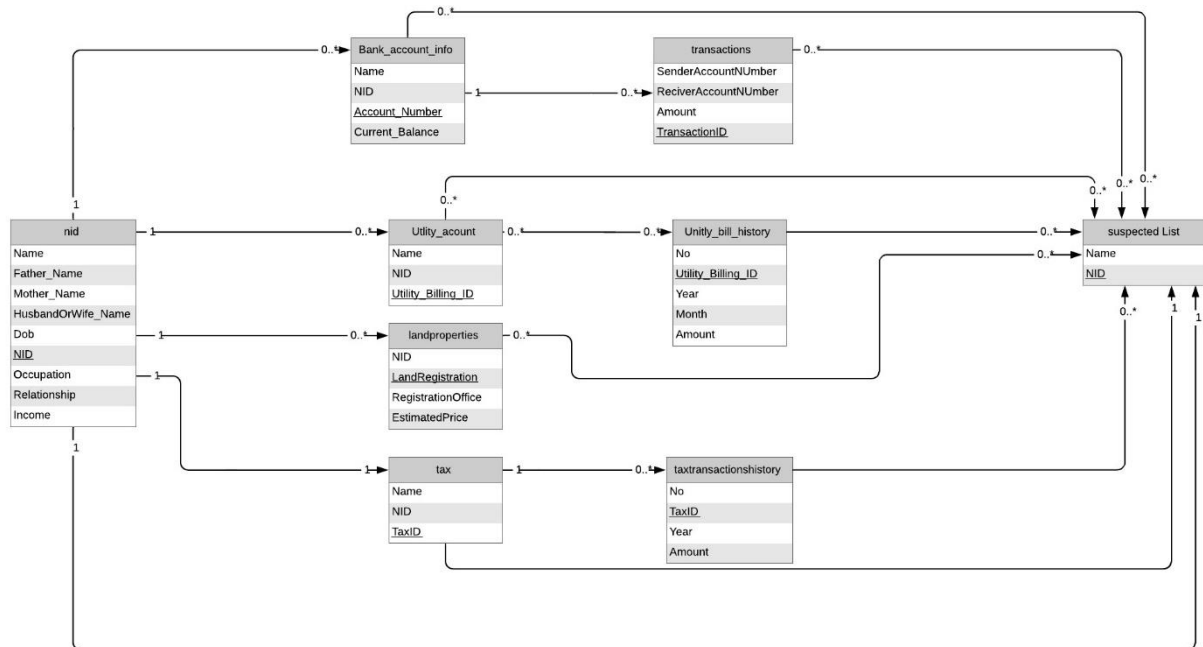 0..*
0..*
0..*
Bank_account_info
Name
NID
Account_Number
Current_Balance
1
0..*
transactions
SenderAccountNUmber
ReciverAccountNUmber
Amount
TransactionID
0..*
0..*
0..*
0..*
0..*
1
nid
Name
Father_Name
Mother_Name
HusbandOrWife_Name
Dob
NID
Occupation
Relationship
Income
1
0..*
Utlity_acount
Name
NID
Utility_Billing_ID
0..*
0..*
Unitly_bill_history
No
Utility_Billing_ID
Year
Month
Amount
0..*
0..*
suspected List
Name
NID
1
0..*
landproperties
NID
LandRegistration
RegistrationOffice
EstimatedPrice
0..*
0..*
1
1
1
1
1
tax
Name
NID
TaxID
1
0..*
taxtransactionshistory
No
TaxID
Year
Amount